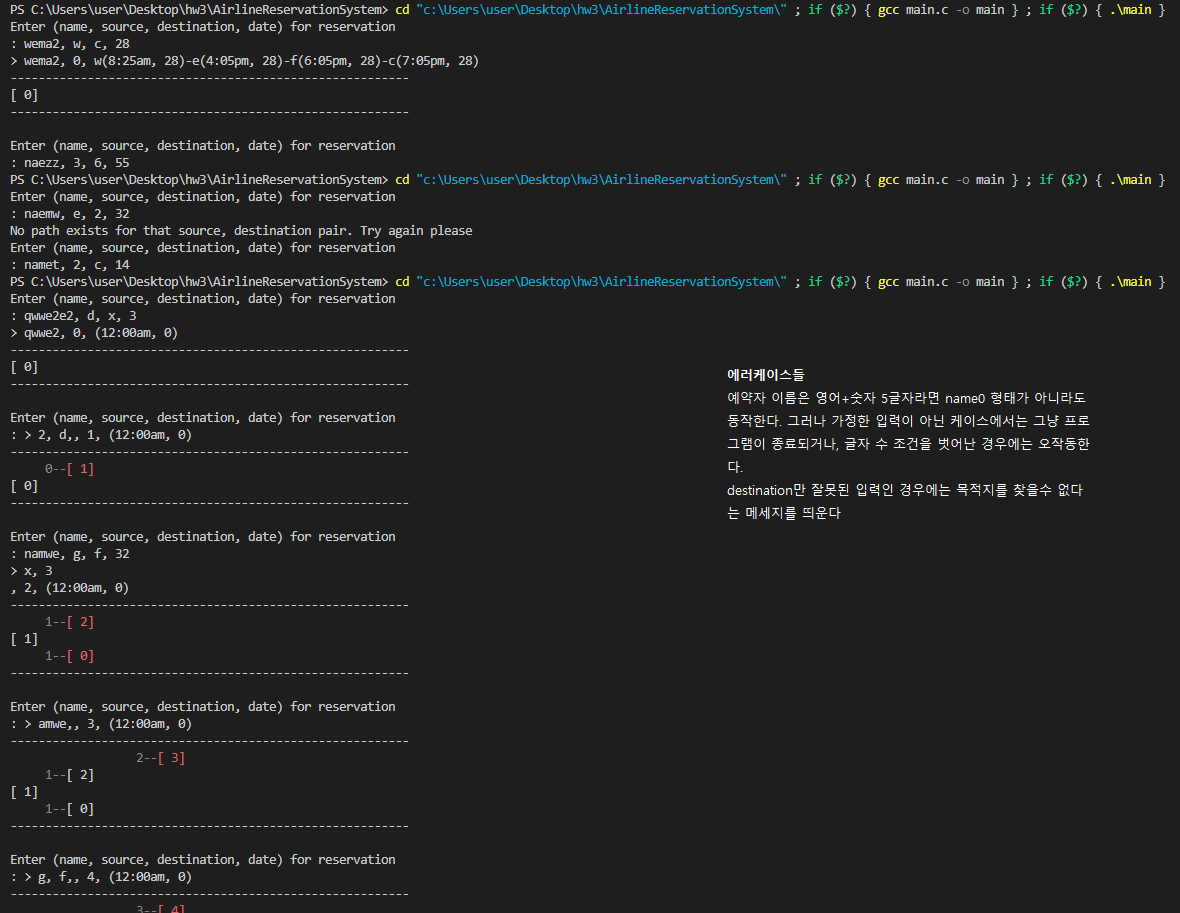 PS C:\Users\user\Desktop\hw3\AirlineReservationSystem> cd "c:\Users\user\Desktop\hw3\AirlineReservationSystem\" ; if ($?) { gcc main.c -o main } ; if ($?) { .\main }
Enter (name, source, destination, date) for reservation
: wema2, w, c, 28
> wema2, 0, w(8:25am, 28)-e(4:05pm, 28)-f(6:05pm, 28)-c(7:05pm, 28)
---------------------------------------------------------
[ 0]
---------------------------------------------------------
Enter (name, source, destination, date) for reservation
: naezz, 3, 6, 55
PS C:\Users\user\Desktop\hw3\AirlineReservationSystem> cd "c:\Users\user\Desktop\hw3\AirlineReservationSystem\" ; if ($?) { gcc main.c -o main } ; if ($?) { .\main }
Enter (name, source, destination, date) for reservation
: naemw, e, 2, 32
No path exists for that source, destination pair. Try again please
Enter (name, source, destination, date) for reservation
: namet, 2, c, 14
PS C:\Users\user\Desktop\hw3\AirlineReservationSystem> cd "c:\Users\user\Desktop\hw3\AirlineReservationSystem\" ; if ($?) { gcc main.c -o main } ; if ($?) { .\main }
Enter (name, source, destination, date) for reservation
: qwwe2e2, d, x, 3
> qwwe2, 0, (12:00am, 0)
---------------------------------------------------------
[ 0]
---------------------------------------------------------
Enter (name, source, destination, date) for reservation
: > 2, d,, 1, (12:00am, 0)
---------------------------------------------------------
0--[ 1]
[ 0]
---------------------------------------------------------
Enter (name, source, destination, date) for reservation
: namwe, g, f, 32
> x, 3
, 2, (12:00am, 0)
---------------------------------------------------------
1--[ 2]
[ 1]
1--[ 0]
---------------------------------------------------------
Enter (name, source, destination, date) for reservation
: > amwe,, 3, (12:00am, 0)
---------------------------------------------------------
2--[ 3]
1--[ 2]
[ 1]
1--[ 0]
---------------------------------------------------------
Enter (name, source, destination, date) for reservation
: > g, f,, 4, (12:00am, 0)
---------------------------------------------------------
3--[ 4]
에러케이스들
예약자 이름은 영어+숫자 5글자라면 name0 형태가 아니라도
동작한다. 그러나 가정한 입력이 아닌 케이스에서는 그냥 프로
그램이 종료되거나, 글자 수 조건을 벗어난 경우에는 오작동한
다.
destination만 잘못된 입력인 경우에는 목적지를 찾을수 없다
는 메세지를 띄운다